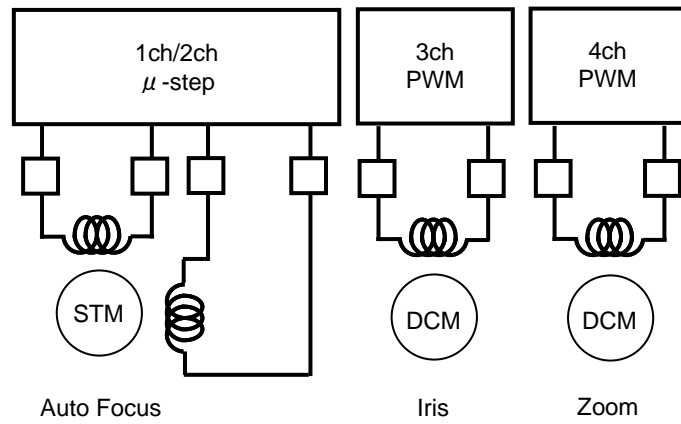 1ch/2ch
μ-step
3ch
PWM
4ch
PWM
STM
DCM
DCM
Auto Focus
Iris
Zoom